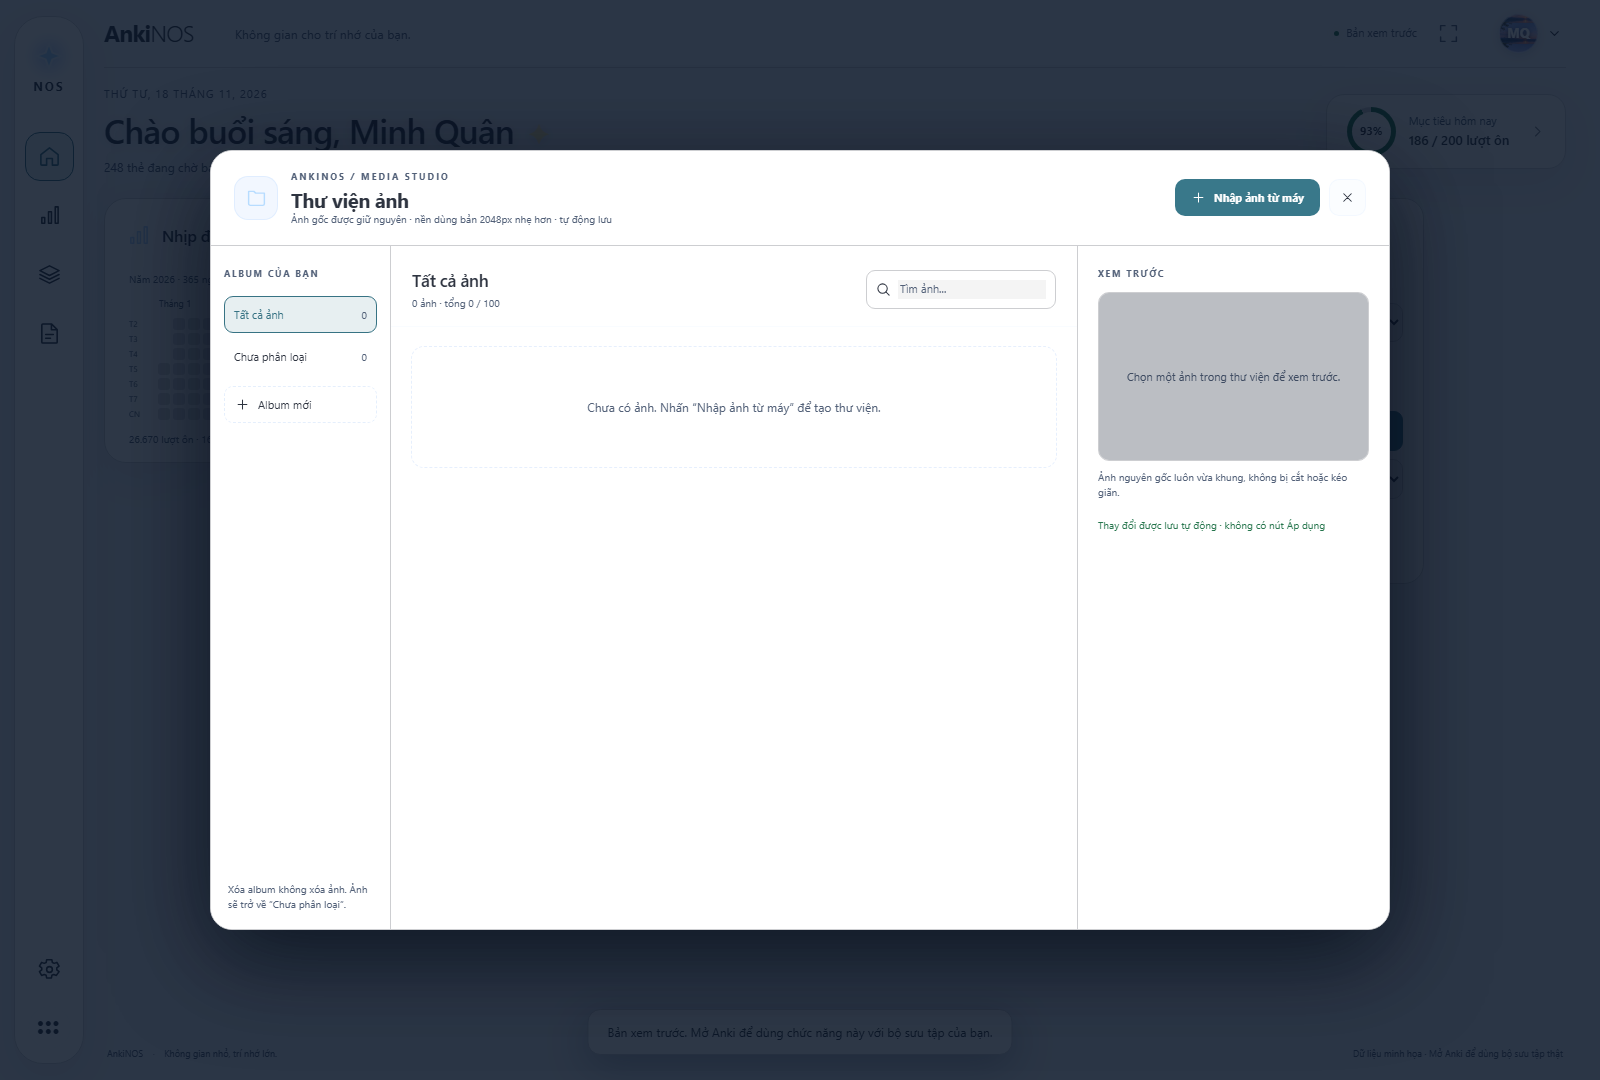 AnkiNOS
Không gian cho trí nhớ của bạn.
Bản xem trước
MQ
NOS
THỨ TƯ, 18 THÁNG 11, 2026
Chào buổi sáng, Minh Quân
248 thẻ đang chờ b
93%
Mục tiêu hôm nay
186 / 200 lượt ôn
Nhịp đ
Năm 2026 · 365 n
Tháng 1
T2
T3
T4
T5
T6
T7
CN
26.670 lượt ôn · 16
ANKINOS / MEDIA STUDIO
Thư viện ảnh
Ảnh gốc được giữ nguyên · nền dùng bản 2048px nhẹ hơn · tự động lưu
Nhập ảnh từ máy
ALBUM CỦA BẠN
Tất cả ảnh 0
Chưa phân loại 0
Album mới
Xóa album không xóa ảnh. Ảnh
sẽ trở về “Chưa phân loại”.
Tất cả ảnh
0 ảnh · tổng 0 / 100
Tìm ảnh...
Chưa có ảnh. Nhấn “Nhập ảnh từ máy” để tạo thư viện.
XEM TRƯỚC
Chọn một ảnh trong thư viện để xem trước.
Ảnh nguyên gốc luôn vừa khung, không bị cắt hoặc kéo
giãn.
Thay đổi được lưu tự động · không có nút Áp dụng
Bản xem trước. Mở Anki để dùng chức năng này với bộ sưu tập của bạn.
AnkiNOS
Không gian nhỏ, trí nhớ lớn.
Dữ liệu minh họa · Mở Anki để dùng bộ sưu tập thật